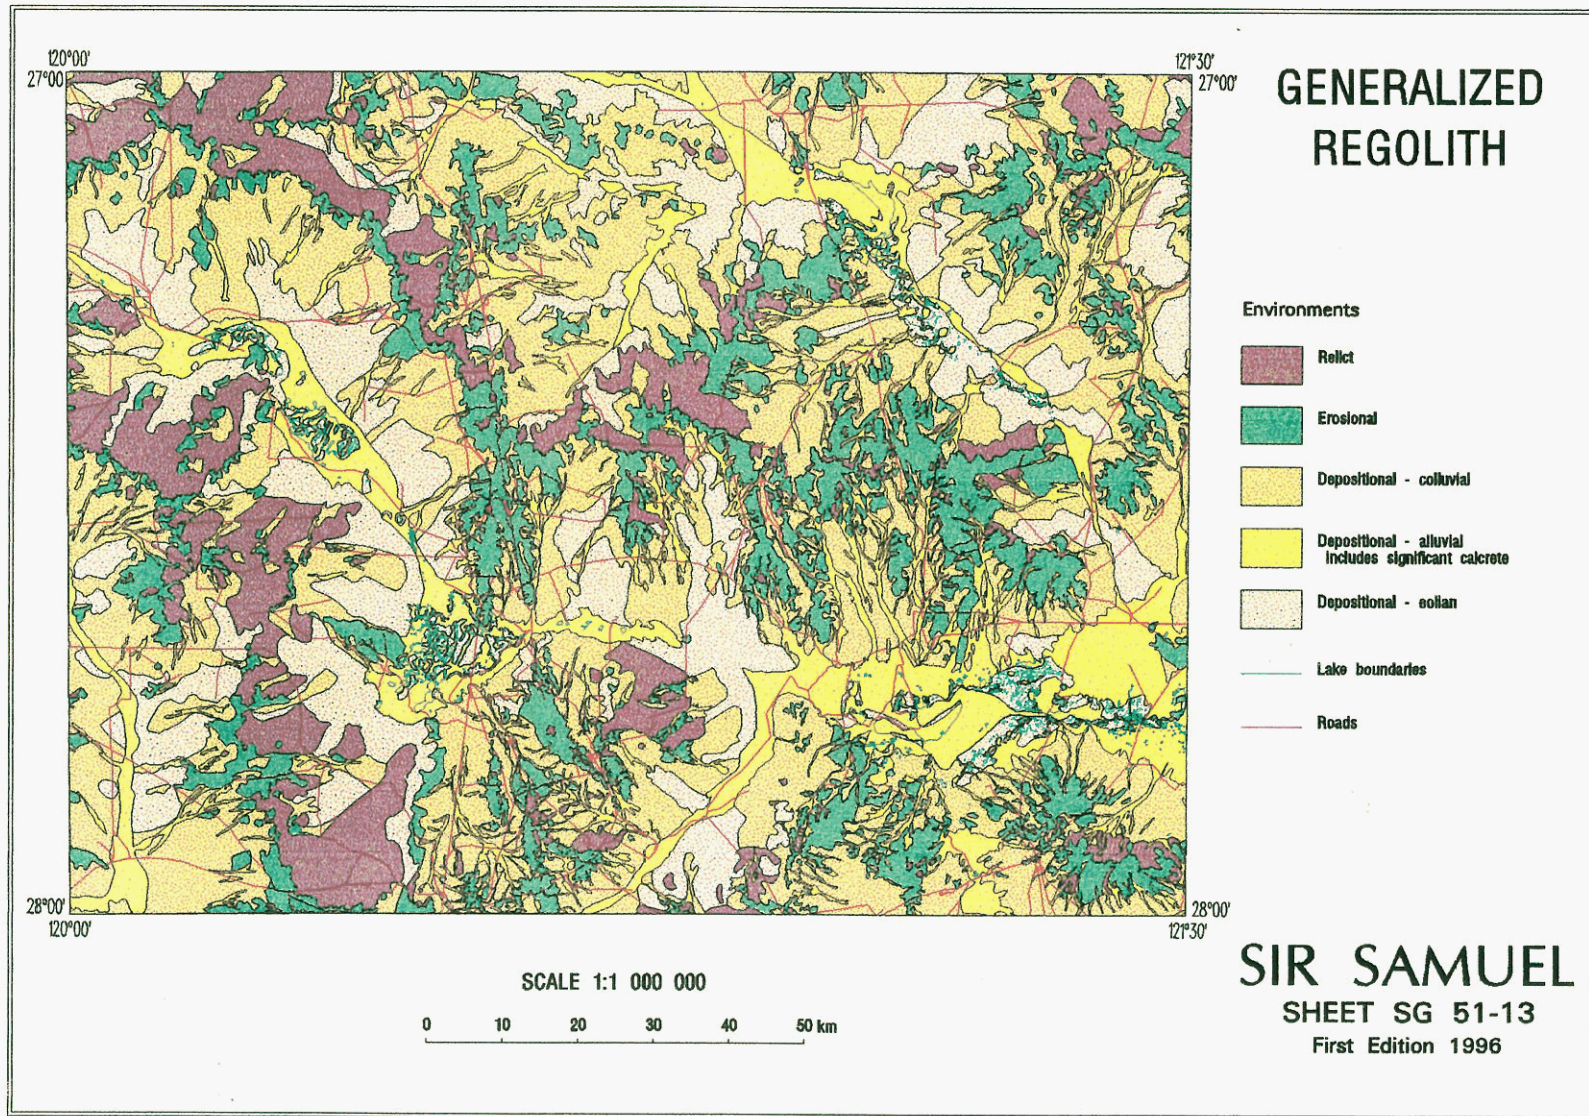 120°00'
27°00'
121°30'
27°00'
GENERALIZED
REGOLITH
Environments
Relict
Erosional
Depositional - colluvial
Depositional - alluvial
includes significant calcrete
Depositional - eolian
Lake boundaries
Roads
28°00'
120°00'
28°00'
121°30'
SCALE 1:1 000 000
0 10 20 30 40 50 km
SIR SAMUEL
SHEET SG 51-13
First Edition 1996